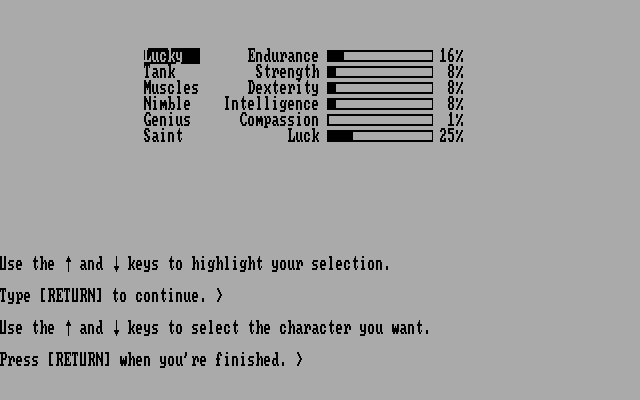 Lucky Endurance 16%
Tank Strength 8%
Muscles Dexterity 8%
Nimble Intelligence 8%
Genius Compassion 1%
Saint Luck 25%
Use the ↑ and ↓ keys to highlight your selection.
Type [RETURN] to continue. >
Use the ↑ and ↓ keys to select the character you want.
Press [RETURN] when you're finished. >